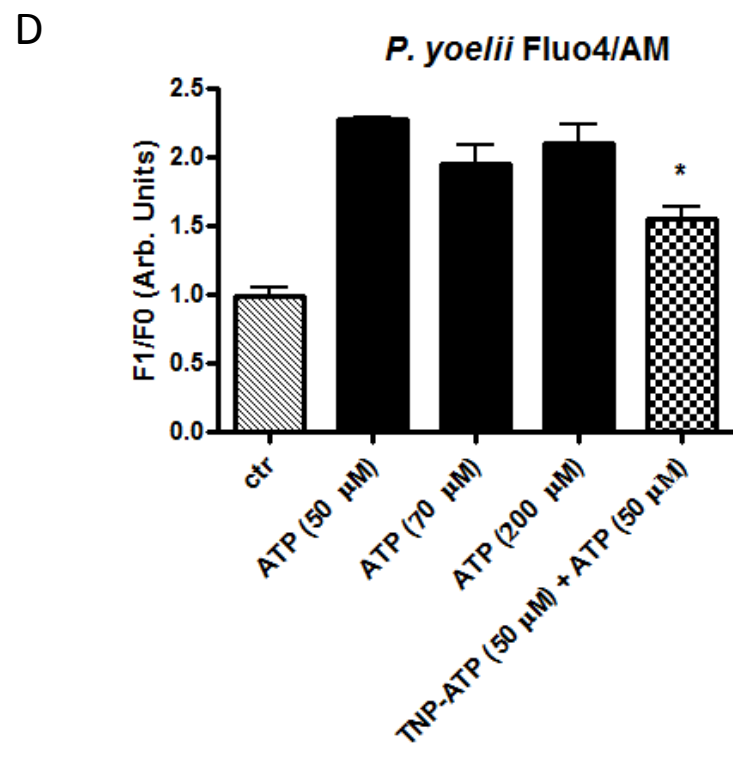 D
P. yoelii Fluo4/AM
F1/F0 (Arb. Units)
2.5
2.0
1.5
1.0
0.5
0.0
*
ctr
ATP (50 µM)
ATP (70 µM)
ATP (200 µM)
TNP-ATP (50 µM) + ATP (50 µM)